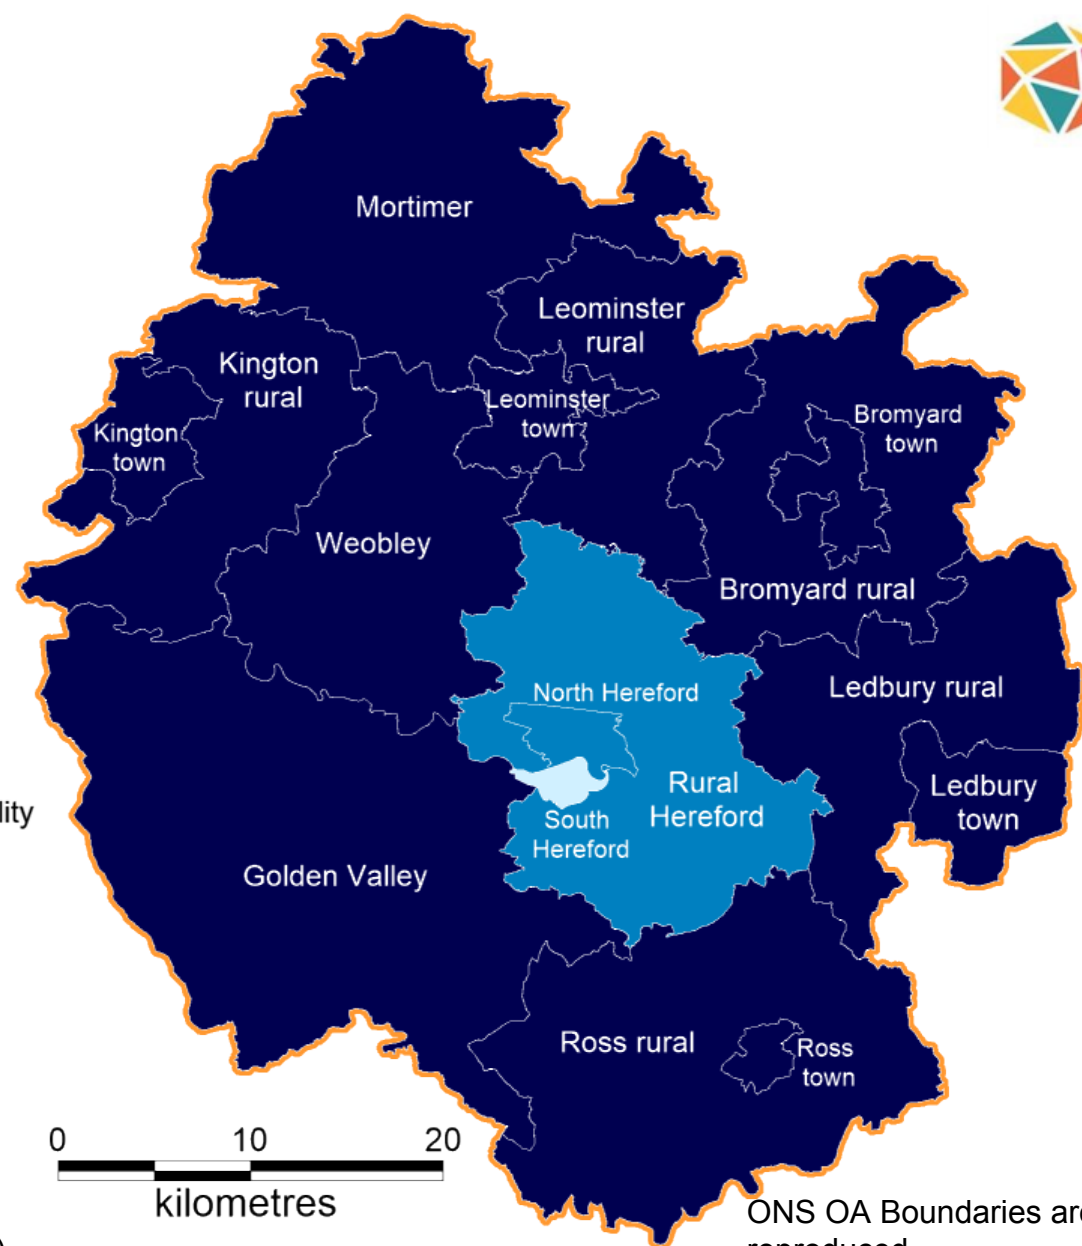 Mortimer
Leominster
rural
Kington
rural
Leominster
town
Bromyard
town
Kington
town
Weobley
Bromyard rural
Ledbury rural
North Hereford
Rural
Hereford
Ledbury
town
lity
South
Hereford
Golden Valley
Ross rural
Ross
town
0 10 20
kilometres
ONS OA Boundaries are